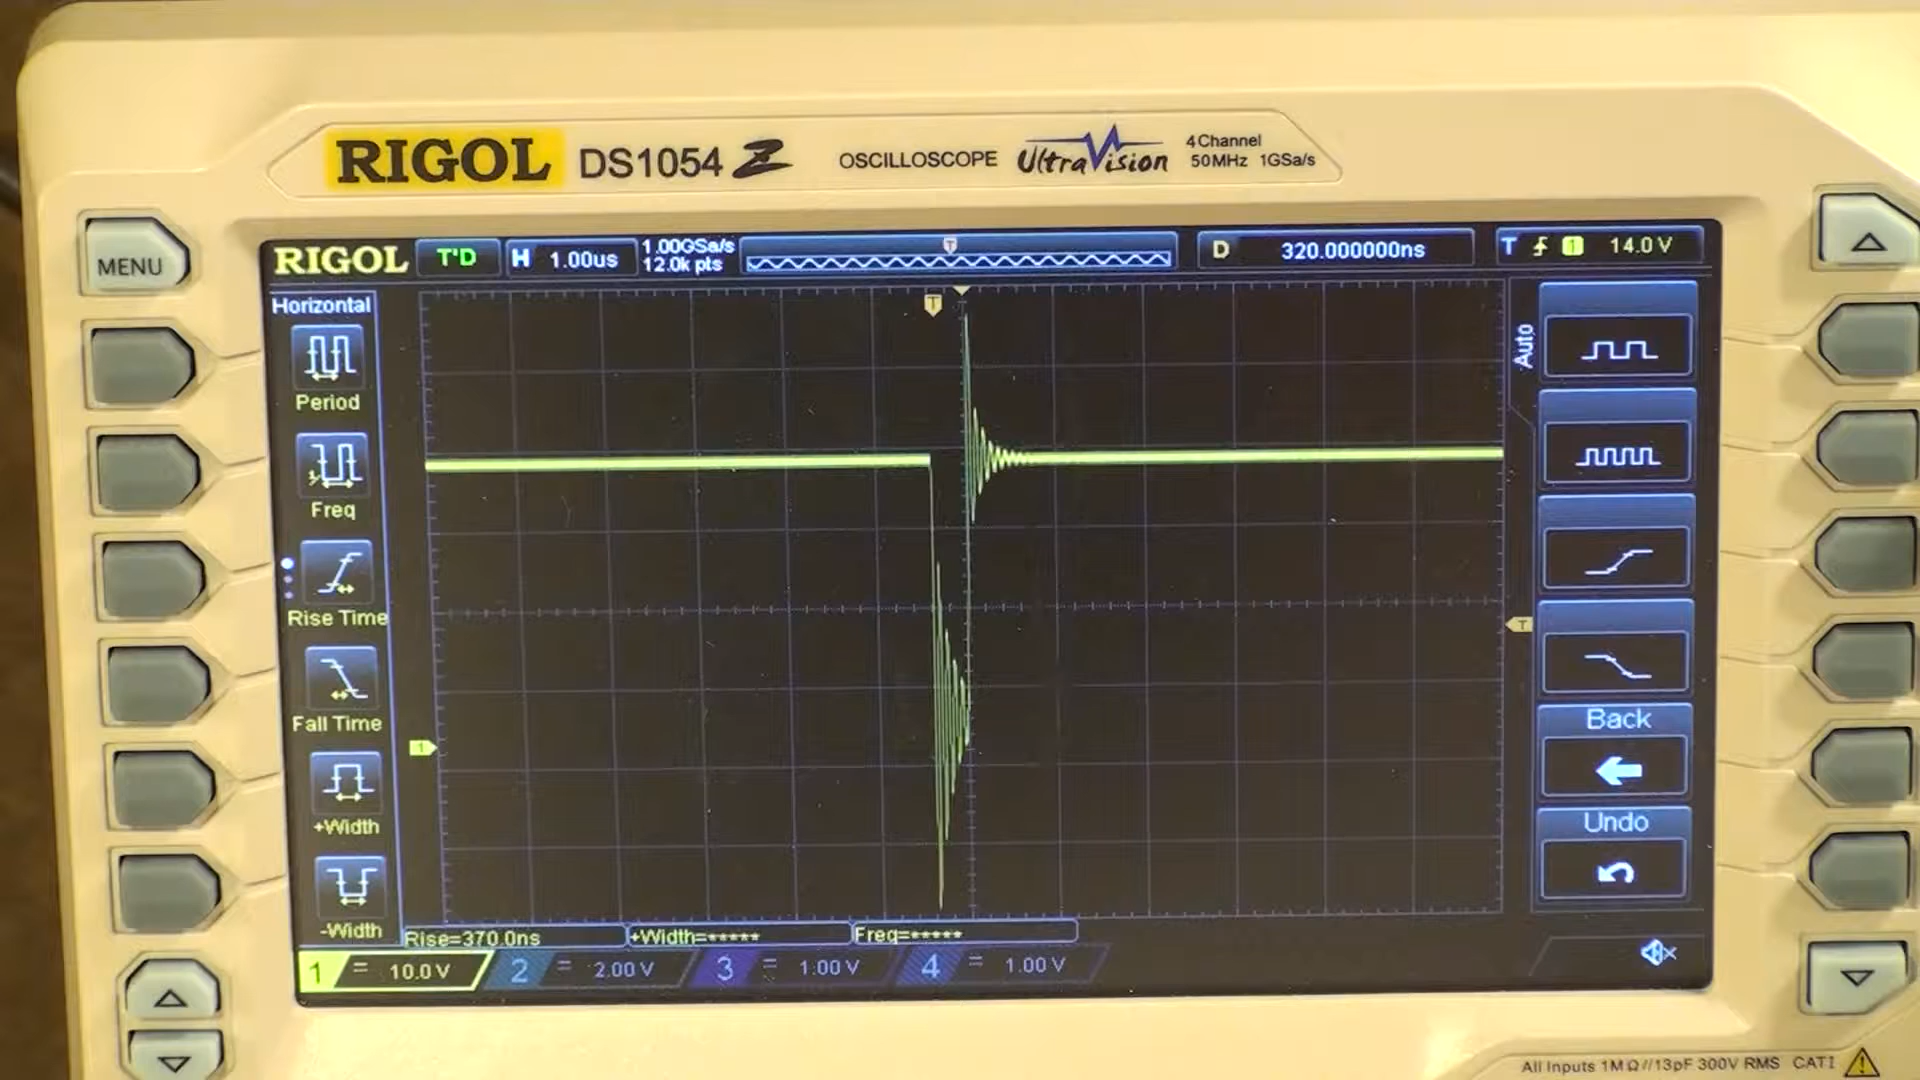 RIGOL DS1054 Z OSCILLOSCOPE UltraVision 4 Channel
50MHz 1GSa/s
MENU
RIGOL T'D H 1.00us 1.00GSa/s 12.0k pts T D 320.000000ns T 1 14.0 V
Horizontal
T
Auto
Period
Freq
Rise Time
T
Fall Time
Back
1
+Width
Undo
-Width
Rise=370.0ns +Width=***** Freq=*****
1 = 10.0 V 2 = 2.00 V 3 = 1.00 V 4 = 1.00 V
All Inputs 1MΩ//13pF 300V RMS CAT I